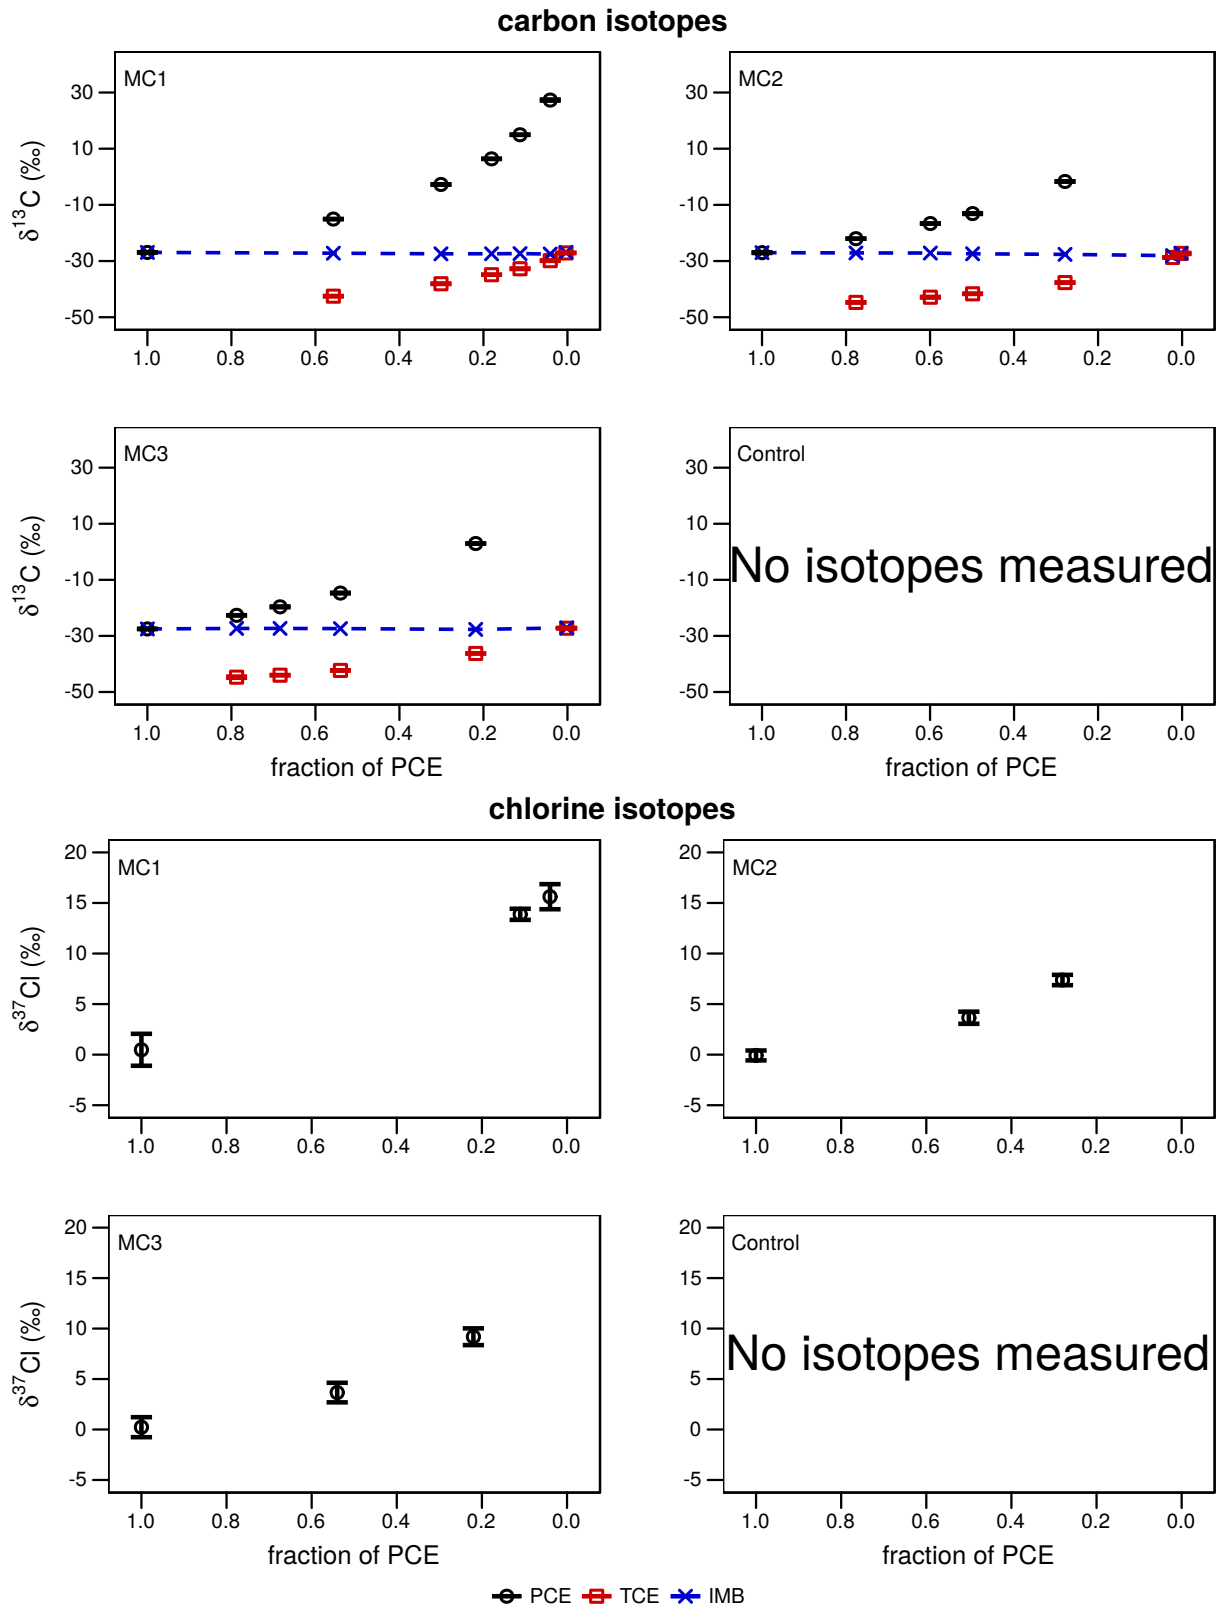 carbon isotopes
MC1
MC2
30
10
-10
-30
-50
δ13C (‰)
1.0 0.8 0.6 0.4 0.2 0.0
30
10
-10
-30
-50
1.0 0.8 0.6 0.4 0.2 0.0
MC3
Control
30
10
-10
-30
-50
δ13C (‰)
1.0 0.8 0.6 0.4 0.2 0.0
fraction of PCE
30
10
-10
-30
-50
No isotopes measured
1.0 0.8 0.6 0.4 0.2 0.0
fraction of PCE
chlorine isotopes
MC1
MC2
20
15
10
5
0
-5
δ37Cl (‰)
1.0 0.8 0.6 0.4 0.2 0.0
20
15
10
5
0
-5
1.0 0.8 0.6 0.4 0.2 0.0
MC3
Control
20
15
10
5
0
-5
δ37Cl (‰)
1.0 0.8 0.6 0.4 0.2 0.0
fraction of PCE
20
15
10
5
0
-5
No isotopes measured
1.0 0.8 0.6 0.4 0.2 0.0
fraction of PCE
PCE TCE IMB